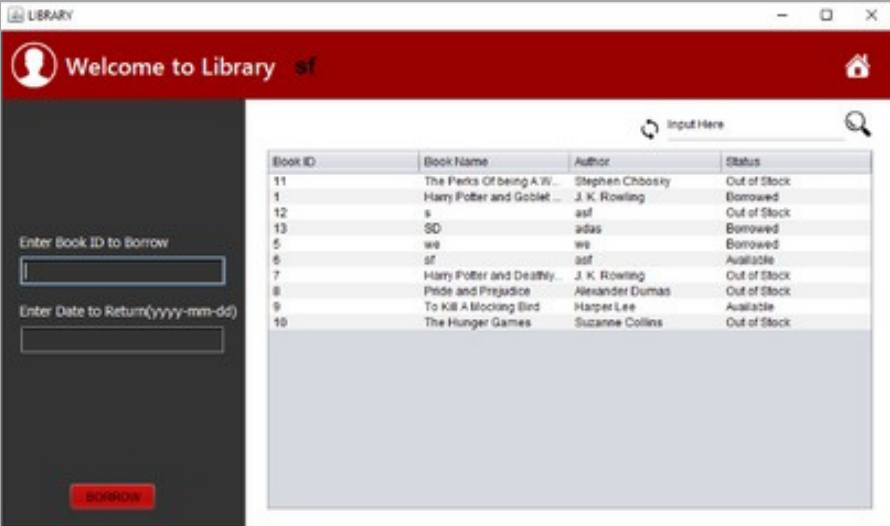 LIBRARY
Welcome to Library sf
Input Here
Book ID Book Name Author Status
11 The Perks Of being A W... Stephen Chbosky Out of Stock
1 Harry Potter and Goblet ... J. K. Rowling Borrowed
12 s asf Out of Stock
13 SD adas Borrowed
5 we we Borrowed
6 sf asf Available
7 Harry Potter and Deathly... J. K. Rowling Out of Stock
8 Pride and Prejudice Alexander Dumas Out of Stock
9 To Kill A Mocking Bird Harper Lee Available
10 The Hunger Games Suzanne Collins Out of Stock
Enter Book ID to Borrow
Enter Date to Return(yyyy-mm-dd)
BORROW